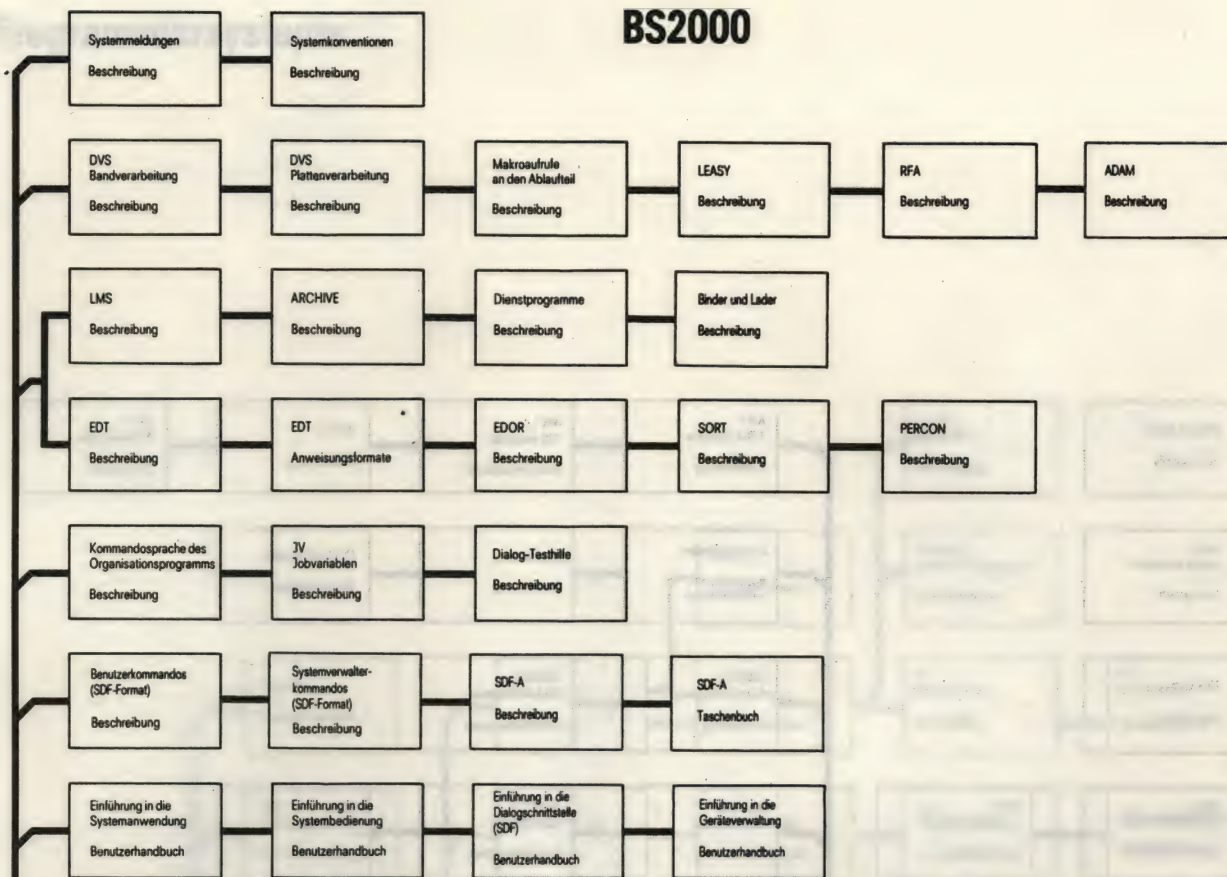 BS2000
Systemmeldungen
Beschreibung
Systemkonventionen
Beschreibung
DVS
Bandverarbeitung
Beschreibung
DVS
Plattenverarbeitung
Beschreibung
Makroaufrufe
an den Ablaufteil
Beschreibung
LEASY
Beschreibung
RFA
Beschreibung
ADAM
Beschreibung
LMS
Beschreibung
ARCHIVE
Beschreibung
Dienstprogramme
Beschreibung
Binder und Lader
Beschreibung
EDT
Beschreibung
EDT
Anweisungsformate
EDOR
Beschreibung
SORT
Beschreibung
PERCON
Beschreibung
Kommandosprache des
Organisationsprogramms
Beschreibung
JV
Jobvariablen
Beschreibung
Dialog-Testhilfe
Beschreibung
Benutzerkommandos
(SDF-Format)
Beschreibung
Systemverwalter-
kommandos
(SDF-Format)
Beschreibung
SDF-A
Beschreibung
SDF-A
Taschenbuch
Einführung in die
Systemanwendung
Benutzerhandbuch
Einführung in die
Systembedienung
Benutzerhandbuch
Einführung in die
Dialogschnittstelle
(SDF)
Benutzerhandbuch
Einführung in die
Geräteverwaltung
Benutzerhandbuch